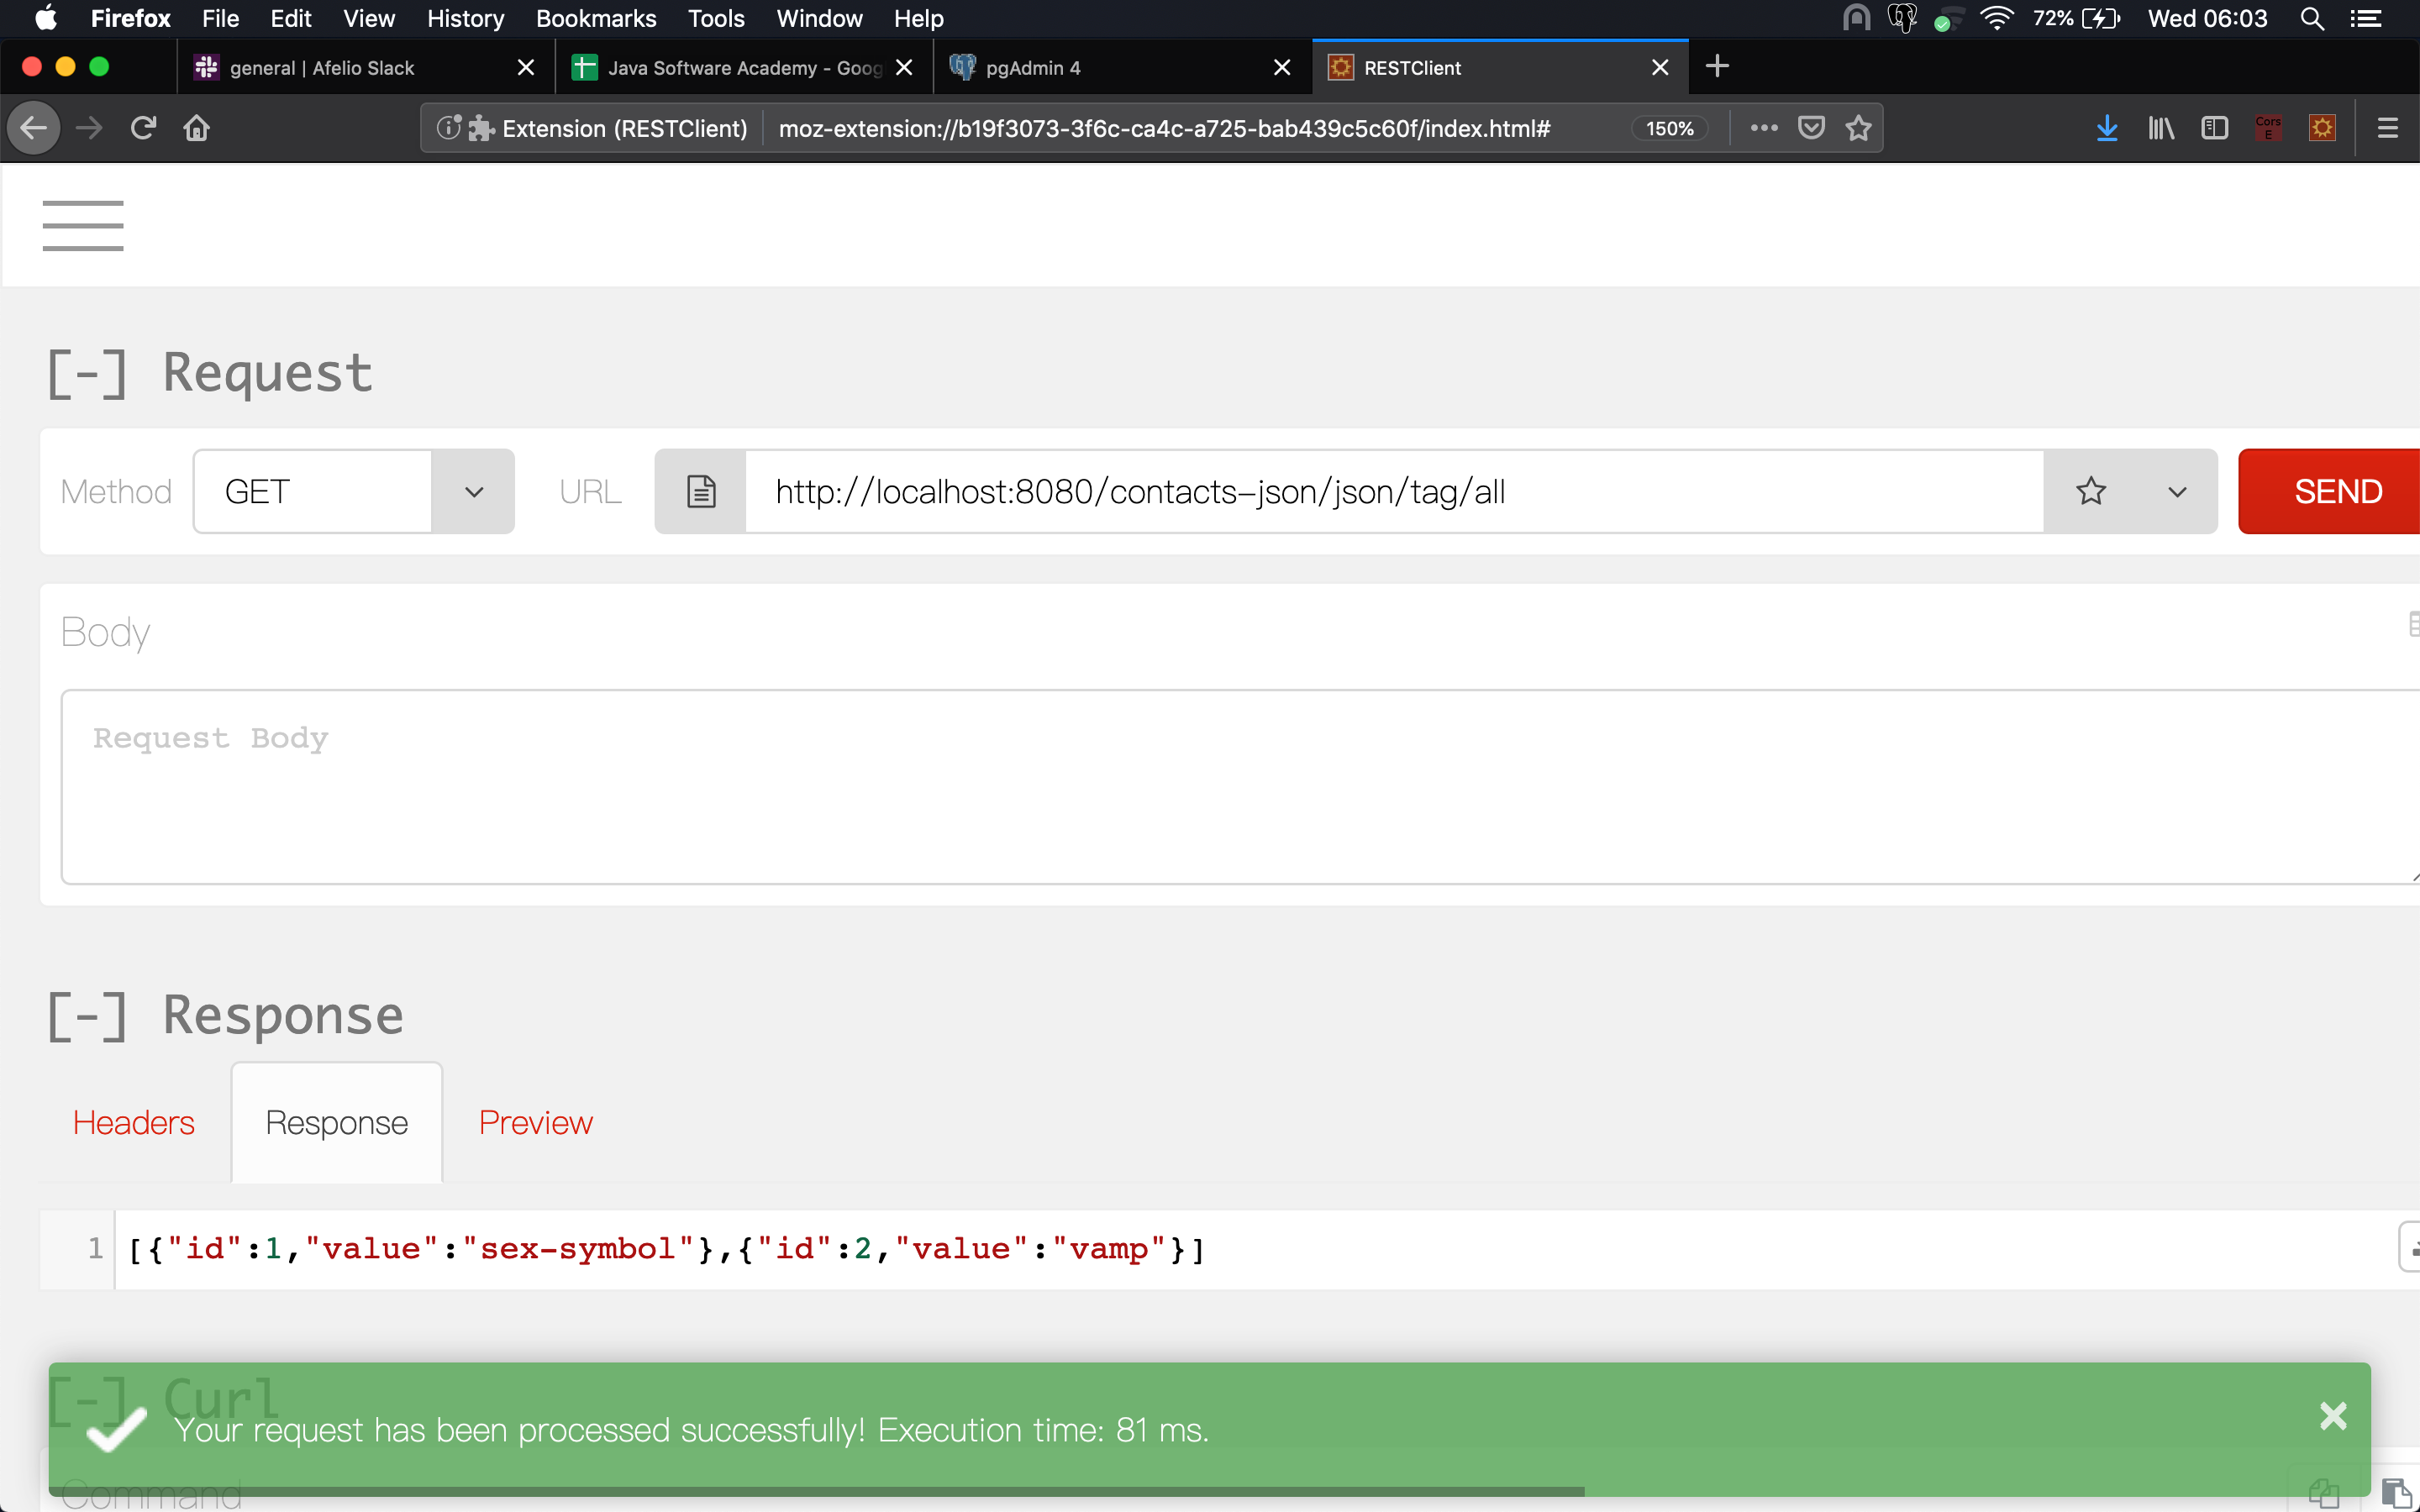 Firefox File Edit View History Bookmarks Tools Window Help 72% Wed 06:03
general | Afelio Slack Java Software Academy - Goog pgAdmin 4 RESTClient
Extension (RESTClient) moz-extension://b19f3073-3f6c-ca4c-a725-bab439c5c60f/index.html# 150% Cors E
[-] Request
Method GET URL http://localhost:8080/contacts-json/json/tag/all SEND
Body
Request Body
[-] Response
Headers Response Preview
1 [{"id":1,"value":"sex-symbol"},{"id":2,"value":"vamp"}]
[-] Curl
Your request has been processed successfully! Execution time: 81 ms.
Command